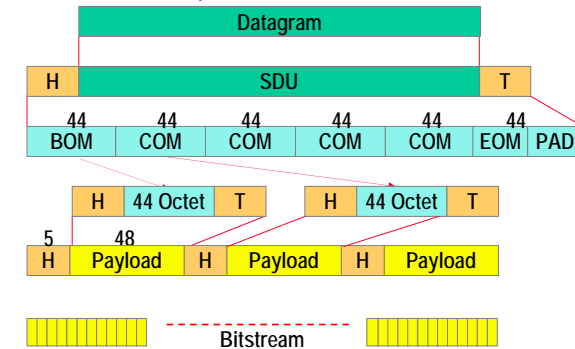 Datagram
H SDU T
44 44 44 44 44 44
BOM COM COM COM COM EOM PAD
H 44 Octet T H 44 Octet T
5 48
H Payload H Payload H Payload
Bitstream